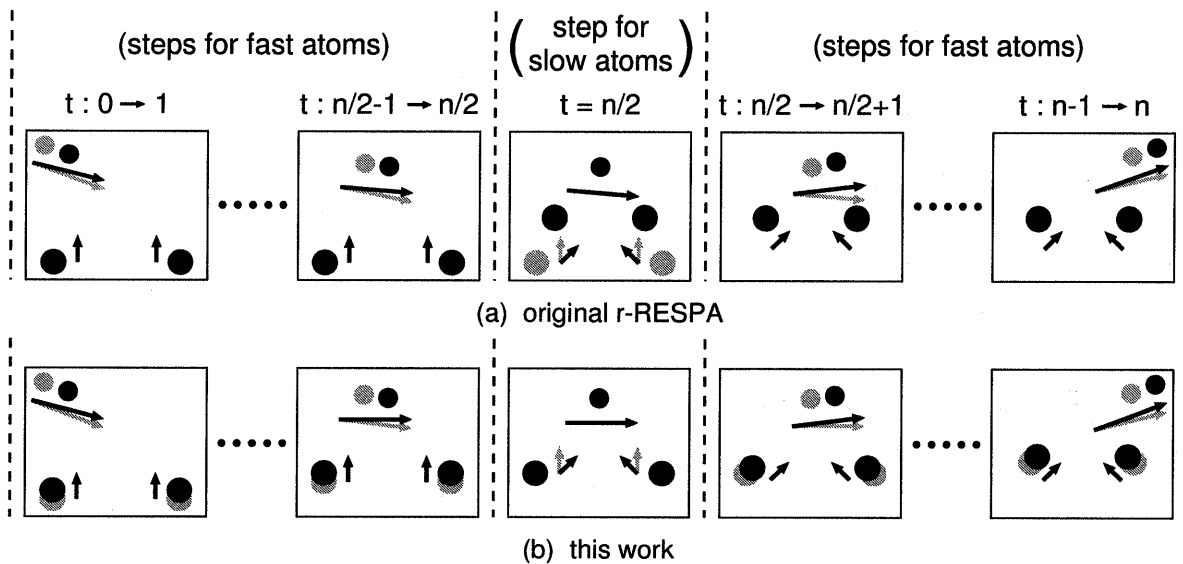 (steps for fast atoms)
(step for
slow atoms)
(steps for fast atoms)
t : 0 → 1
t : n/2-1 → n/2
t = n/2
t : n/2 → n/2+1
t : n-1 → n
(a) original r-RESPA
(b) this work